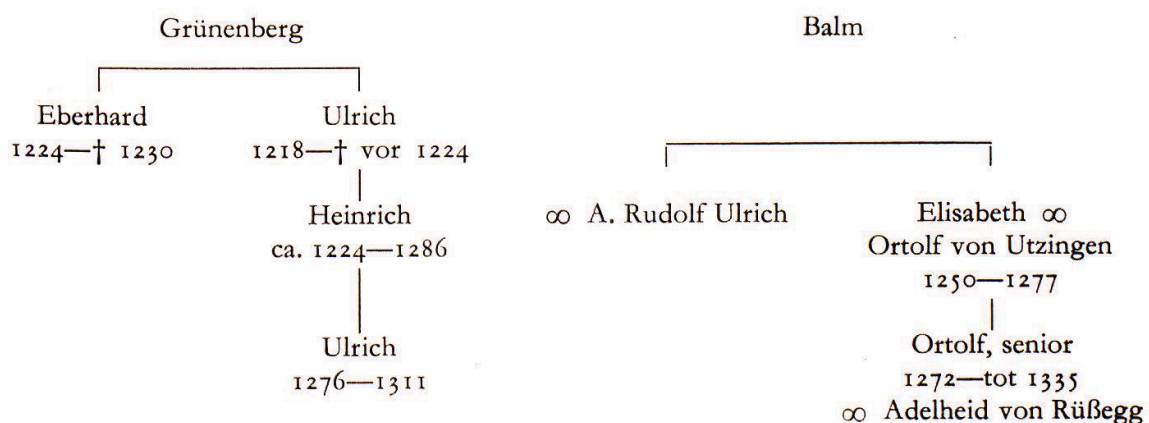 Grünenberg
Balm
Eberhard
1224—† 1230
Ulrich
1218—† vor 1224
Heinrich
ca. 1224—1286
∞ A. Rudolf Ulrich
Elisabeth ∞
Ortolf von Utzingen
1250—1277
Ulrich
1276—1311
Ortolf, senior
1272—tot 1335
∞ Adelheid von Rüßegg